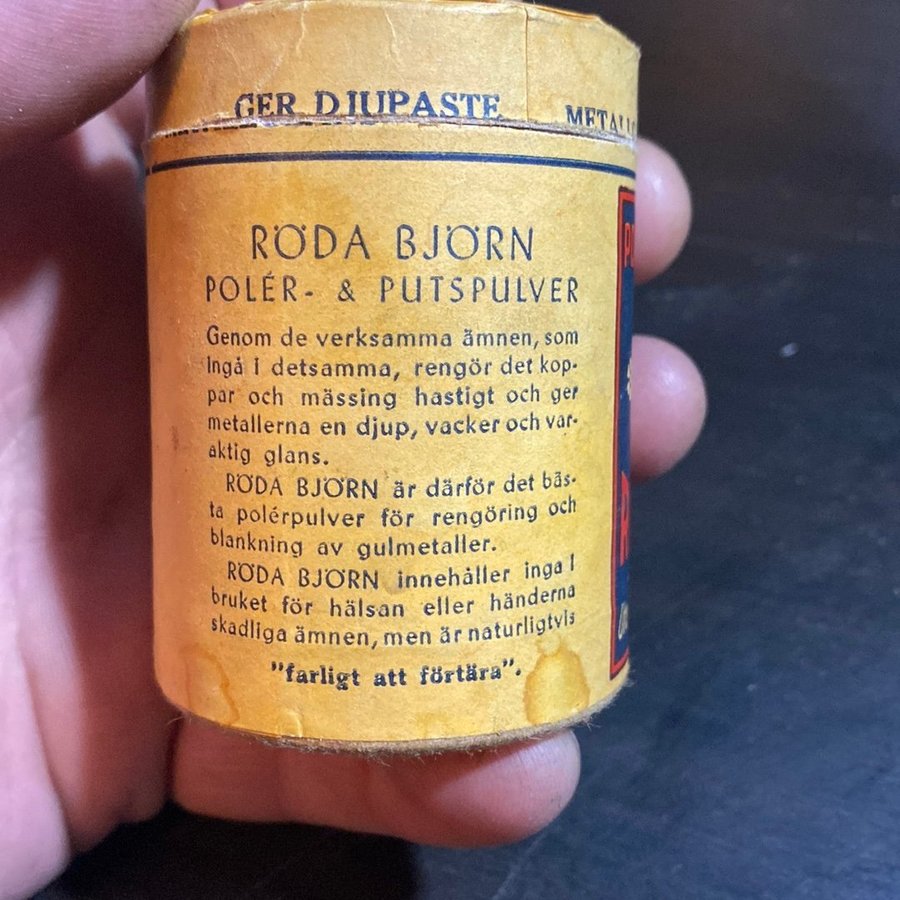 GER DJUPASTE
RÖDA BJÖRN
POLÉR- & PUTSPULVER
Genom de verksamma ämnen, som
ingå i detsamma, rengör det kop-
par och mässing hastigt och ger
metallerna en djup, vacker och var-
aktig glans.
RÖDA BJÖRN är därför det bäs-
ta polérpulver för rengöring och
blankning av gulmetaller.
RÖDA BJÖRN innehåller inga i
bruket för hälsan eller händerna
skadliga ämnen, men är naturligtvis
"farligt att förtära".